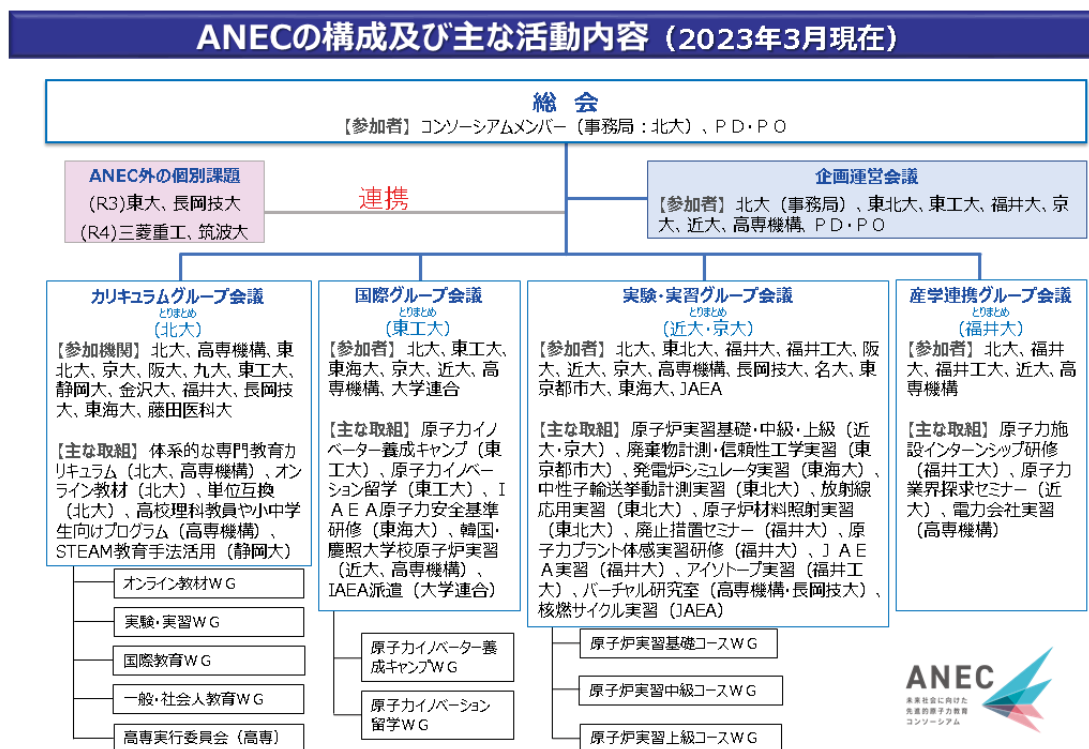 ANECの構成及び主な活動内容（2023年3月現在）
総 会
【参加者】コンソーシアムメンバー（事務局：北大）、ＰＤ・ＰＯ
ANEC外の個別課題
(R3)東大、長岡技大
(R4)三菱重工、筑波大
連携
企画運営会議
【参加者】北大（事務局）、東北大、東工大、福井大、京
大、近大、高専機構、ＰＤ・ＰＯ
カリキュラムグループ会議
とりまとめ
(北大)
【参加機関】北大、高専機構、東
北大、京大、阪大、九大、東工大、
静岡大、金沢大、福井大、長岡技
大、東海大、藤田医科大
【主な取組】体系的な専門教育カ
リキュラム（北大、高専機構）、オン
ライン教材（北大）、単位互換
（北大）、高校理科教員や小中学
生向けプログラム（高専機構）、
STEAM教育手法活用（静岡大）
オンライン教材ＷＧ
実験・実習ＷＧ
国際教育ＷＧ
一般・社会人教育ＷＧ
高専実行委員会（高専）
国際グループ会議
とりまとめ
(東工大)
【参加者】北大、東工大、
東海大、京大、近大、高
専機構、大学連合
【主な取組】原子力イノ
ベーター養成キャンプ（東
工大）、原子力イノベー
ション留学（東工大）、Ｉ
ＡＥＡ原子力安全基準
研修（東海大）、韓国・
慶熙大学校原子炉実習
（近大、高専機構）、
IAEA派遣（大学連合）
原子力イノベーター養
成キャンプＷＧ
原子力イノベーション
留学ＷＧ
実験・実習グループ会議
とりまとめ
(近大・京大)
【参加者】北大、東北大、福井大、福井工大、阪
大、近大、京大、高専機構、長岡技大、名大、東
京都市大、東海大、JAEA
【主な取組】原子炉実習基礎・中級・上級（近
大・京大）、廃棄物計測・信頼性工学実習（東
京都市大）、発電炉シミュレータ実習（東海大）、
中性子輸送挙動計測実習（東北大）、放射線
応用実習（東北大）、原子炉材料照射実習
（東北大）、廃止措置セミナー（福井大）、原
子力プラント体感実習研修（福井大）、ＪＡＥ
Ａ実習（福井大）、アイソトープ実習（福井工
大）、バーチャル研究室（高専機構・長岡技大）、
核燃サイクル実習（JAEA）
原子炉実習基礎コースＷＧ
原子炉実習中級コースＷＧ
原子炉実習上級コースＷＧ
産学連携グループ会議
とりまとめ
(福井大)
【参加者】北大、福井
大、福井工大、近大、高
専機構
【主な取組】原子力施
設インターンシップ研修
（福井工大）、原子力
業界探求セミナー（近
大）、電力会社実習
（高専機構）
ANEC
未来社会に向けた
先進的原子力教育
コンソーシアム